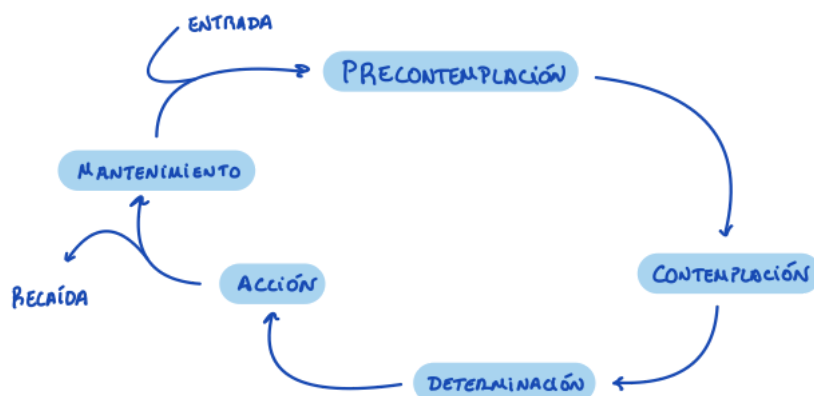 ENTRADA
PRECONTEMPLACIÓN
MANTENIMIENTO
CONTEMPLACIÓN
ACCIÓN
RECAÍDA
DETERMINACIÓN